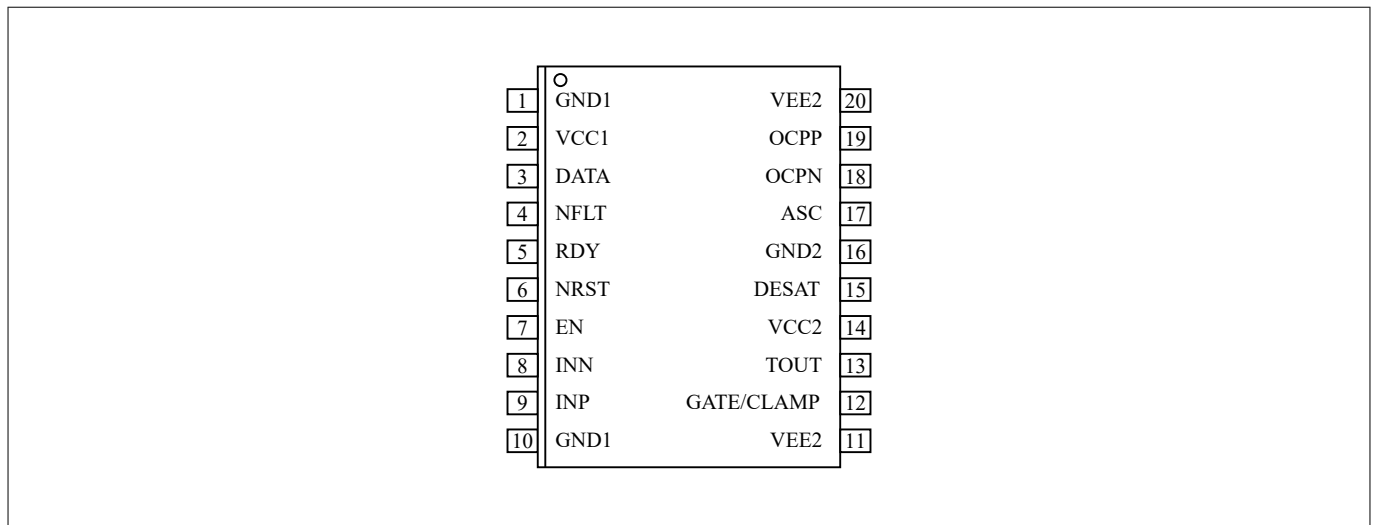 1 GND1 VEE2 20
2 VCC1 OCPP 19
3 DATA OCPN 18
4 NFLT ASC 17
5 RDY GND2 16
6 NRST DESAT 15
7 EN VCC2 14
8 INN TOUT 13
9 INP GATE/CLAMP 12
10 GND1 VEE2 11